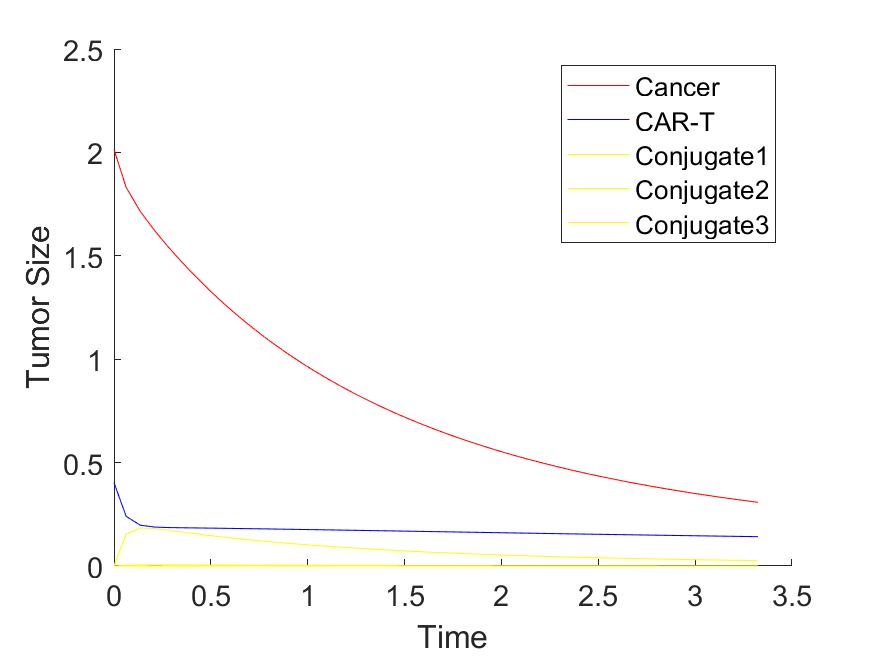 2.5
2
1.5
1
0.5
0
Tumor Size
Cancer
CAR-T
Conjugate1
Conjugate2
Conjugate3
0 0.5 1 1.5 2 2.5 3 3.5
Time